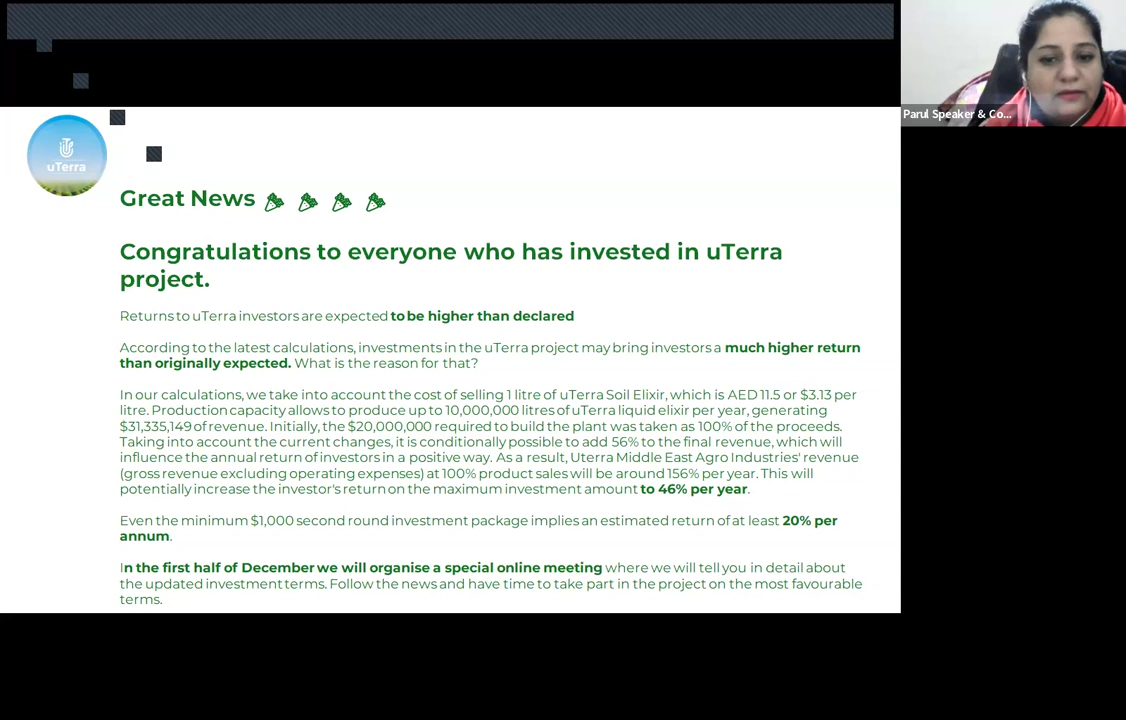 Parul Speaker & Co...
uTerra
Great News
Congratulations to everyone who has invested in uTerra
project.
Returns to uTerra investors are expected to be higher than declared
According to the latest calculations, investments in the uTerra project may bring investors a much higher return
than originally expected. What is the reason for that?
In our calculations, we take into account the cost of selling 1 litre of uTerra Soil Elixir, which is AED 11.5 or $3.13 per
litre. Production capacity allows to produce up to 10,000,000 litres of uTerra liquid elixir per year, generating
$31,335,149 of revenue. Initially, the $20,000,000 required to build the plant was taken as 100% of the proceeds.
Taking into account the current changes, it is conditionally possible to add 56% to the final revenue, which will
influence the annual return of investors in a positive way. As a result, Uterra Middle East Agro Industries' revenue
(gross revenue excluding operating expenses) at 100% product sales will be around 156% per year. This will
potentially increase the investor's return on the maximum investment amount to 46% per year.
Even the minimum $1,000 second round investment package implies an estimated return of at least 20% per
annum.
In the first half of December we will organise a special online meeting where we will tell you in detail about
the updated investment terms. Follow the news and have time to take part in the project on the most favourable
terms.